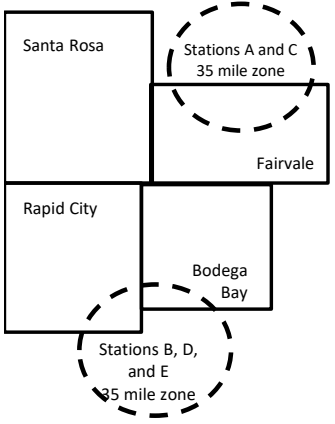 Santa Rosa
Stations A and C
35 mile zone
Fairvale
Rapid City
Bodega
Bay
Stations B, D,
and E
35 mile zone